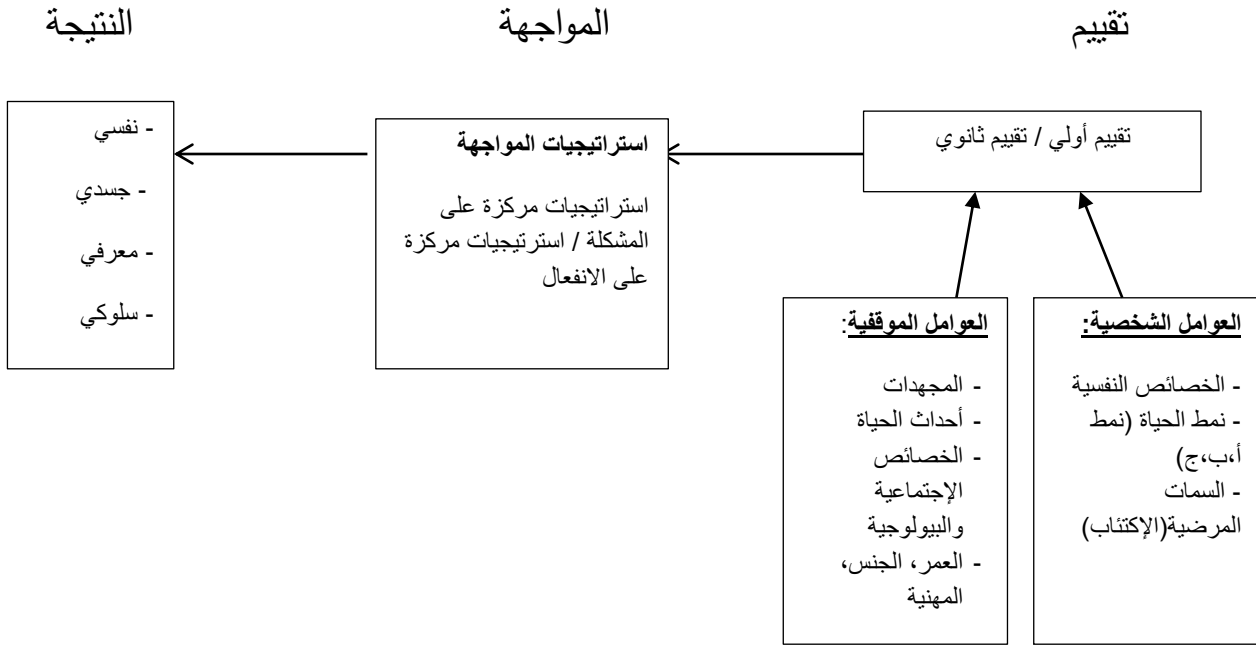 تقييم
المواجهة
النتيجة
تقييم أولي / تقييم ثانوي
استراتيجيات المواجهة
استراتيجيات مركزة على
المشكلة / استرتيجيات مركزة
على الانفعال
- نفسي
- جسدي
- معرفي
- سلوكي
العوامل الشخصية:
- الخصائص النفسية
- نمط الحياة (نمط
أ،ب،ج)
- السمات
المرضية(الإكتئاب)
العوامل الموقفية:
- المجهدات
- أحداث الحياة
- الخصائص
الإجتماعية
والبيولوجية
- العمر، الجنس،
المهنية